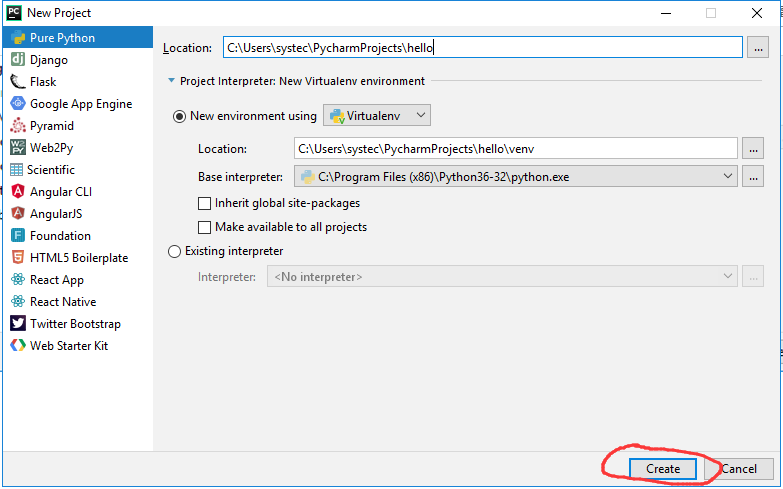 New Project
Pure Python
Django
Flask
Google App Engine
Pyramid
Web2Py
Scientific
Angular CLI
AngularJS
Foundation
HTML5 Boilerplate
React App
React Native
Twitter Bootstrap
Web Starter Kit
Location: C:\Users\systec\PycharmProjects\hello ...
Project Interpreter: New Virtualenv environment
New environment using Virtualenv
Location: C:\Users\systec\PycharmProjects\hello\venv ...
Base interpreter: C:\Program Files (x86)\Python36-32\python.exe ...
Inherit global site-packages
Make available to all projects
Existing interpreter
Interpreter: <No interpreter> ...
Create Cancel